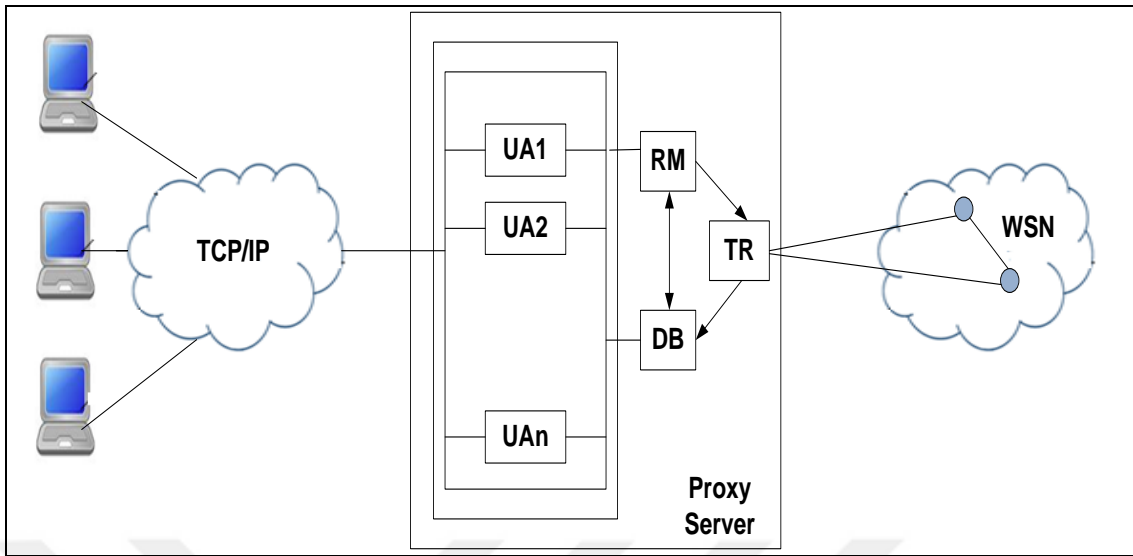 TCP/IP
UA1
UA2
UAn
RM
TR
DB
Proxy
Server
WSN